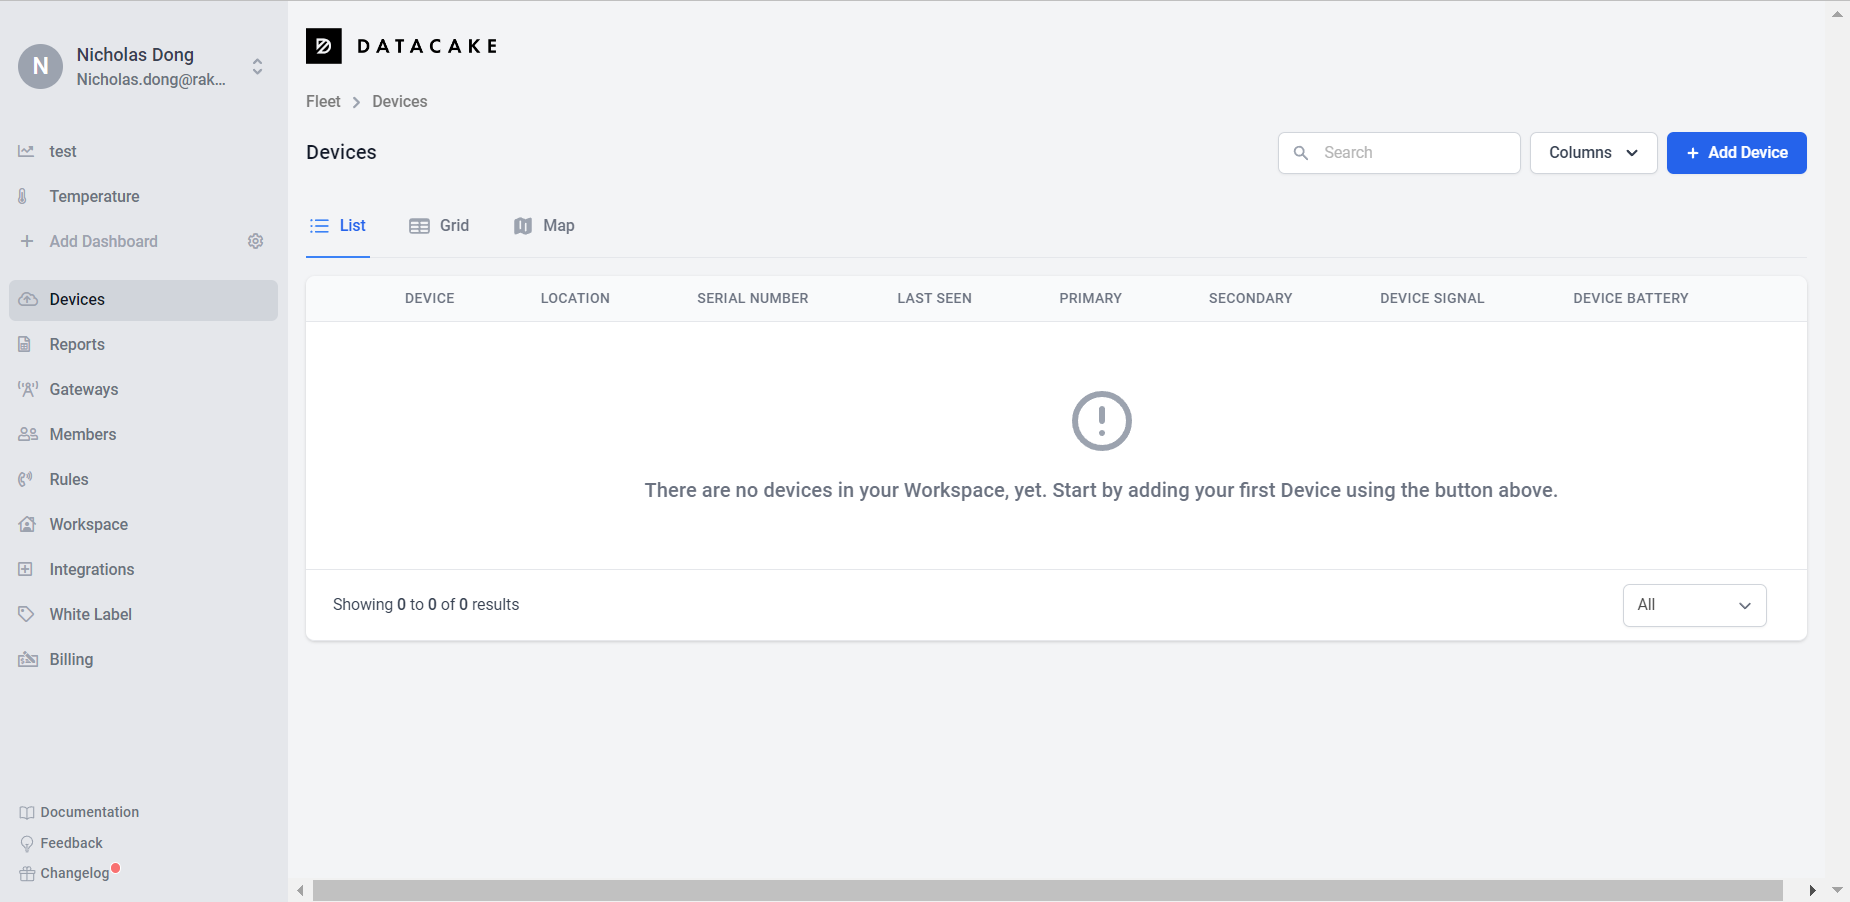 N
Nicholas Dong
Nicholas.dong@rak...
test
Temperature
Add Dashboard
Devices
Reports
Gateways
Members
Rules
Workspace
Integrations
White Label
Billing
Documentation
Feedback
Changelog
DATACAKE
Fleet > Devices
Devices
Search
Columns
+ Add Device
List Grid Map
DEVICE LOCATION SERIAL NUMBER LAST SEEN PRIMARY SECONDARY DEVICE SIGNAL DEVICE BATTERY
There are no devices in your Workspace, yet. Start by adding your first Device using the button above.
Showing 0 to 0 of 0 results
All